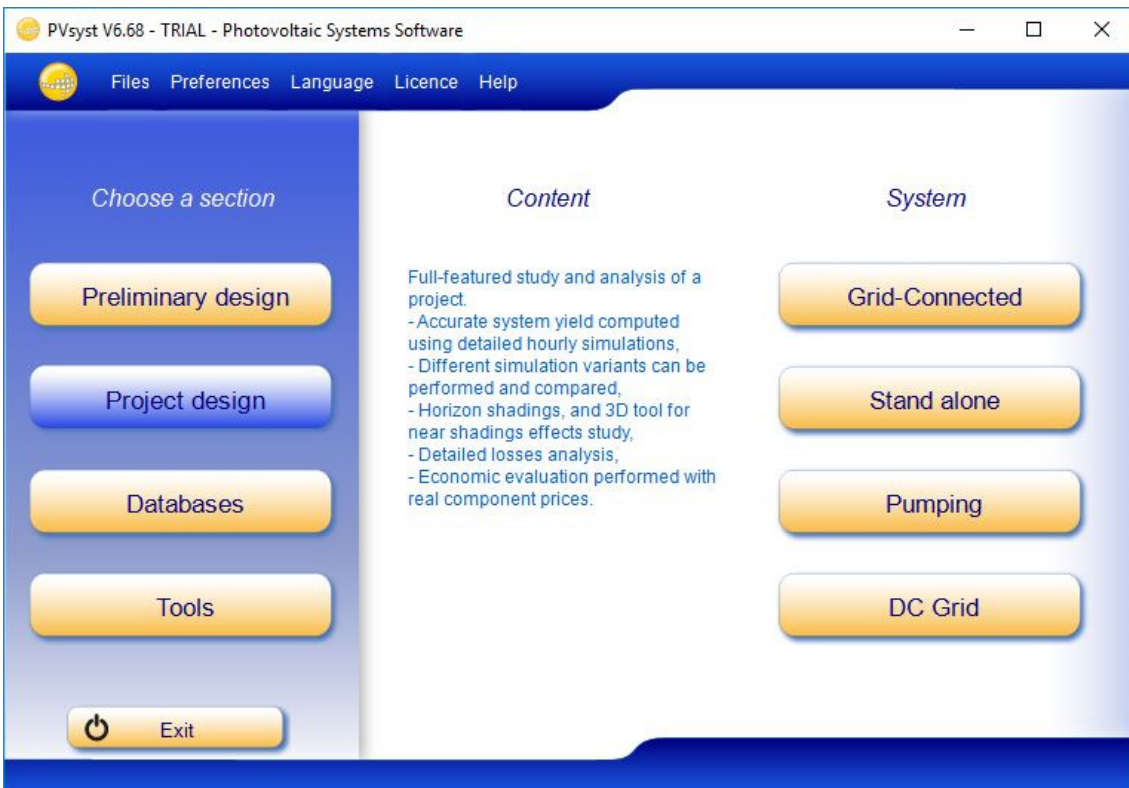 PVsyst V6.68 - TRIAL - Photovoltaic Systems Software
Files Preferences Language Licence Help
Choose a section
Preliminary design
Project design
Databases
Tools
Exit
Content
Full-featured study and analysis of a
project.
- Accurate system yield computed
using detailed hourly simulations,
- Different simulation variants can be
performed and compared,
- Horizon shadings, and 3D tool for
near shadings effects study,
- Detailed losses analysis,
- Economic evaluation performed with
real component prices.
System
Grid-Connected
Stand alone
Pumping
DC Grid